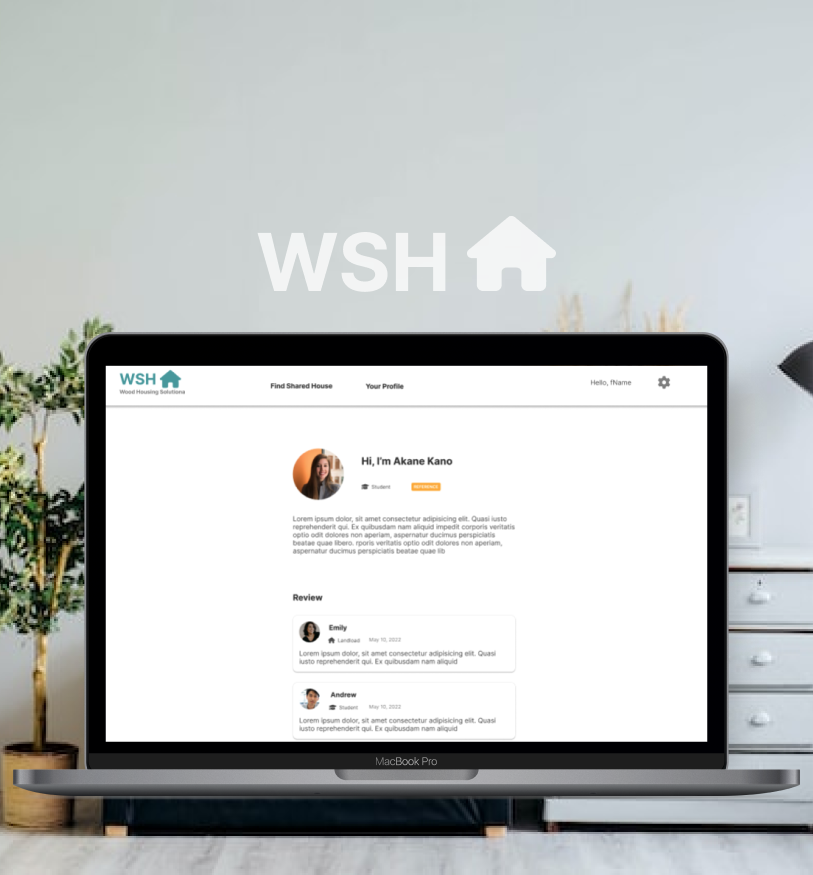 WSH
WSH
Wood Housing Solutions
Find Shared House
Your Profile
Hello, fName
Hi, I'm Akane Kano
Student
Lorem ipsum dolor, sit amet consectetur adipisicing elit. Quasi iusto
reprehenderit qui. Ex quibusdam nam aliquid impedit corporis veritatis
optio odit dolores non aperiam, aspernatur ducimus perspiciatis
beatae quae libero. rporis veritatis optio odit dolores non aperiam,
aspernatur ducimus perspiciatis beatae quae lib
Review
Emily
Landload May 10, 2022
Lorem ipsum dolor, sit amet consectetur adipisicing elit. Quasi
iusto reprehenderit qui. Ex quibusdam nam aliquid
Andrew
Student May 10, 2022
Lorem ipsum dolor, sit amet consectetur adipisicing elit. Quasi
iusto reprehenderit qui. Ex quibusdam nam aliquid
MacBook Pro